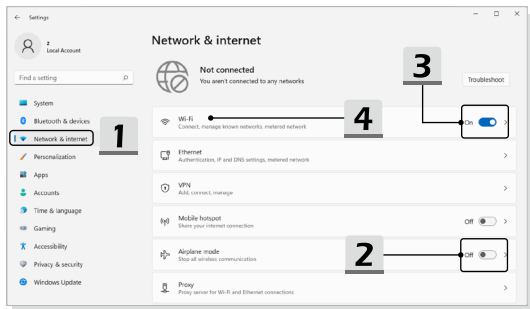 Settings
z
Local Account
Find a setting
System
Bluetooth & devices
Network & internet
Personalization
Apps
Accounts
Time & language
Gaming
Accessibility
Privacy & security
Windows Update
1
Network & internet
Not connected
You aren't connected to any networks
Troubleshoot
3
Wi-Fi
Connect, manage known networks, metered network
4
On
Ethernet
Authentication, IP and DNS settings, metered network
VPN
Add, connect, manage
Mobile hotspot
Share your internet connection
Off
Airplane mode
Stop all wireless communication
2
Off
Proxy
Proxy server for Wi-Fi and Ethernet connections